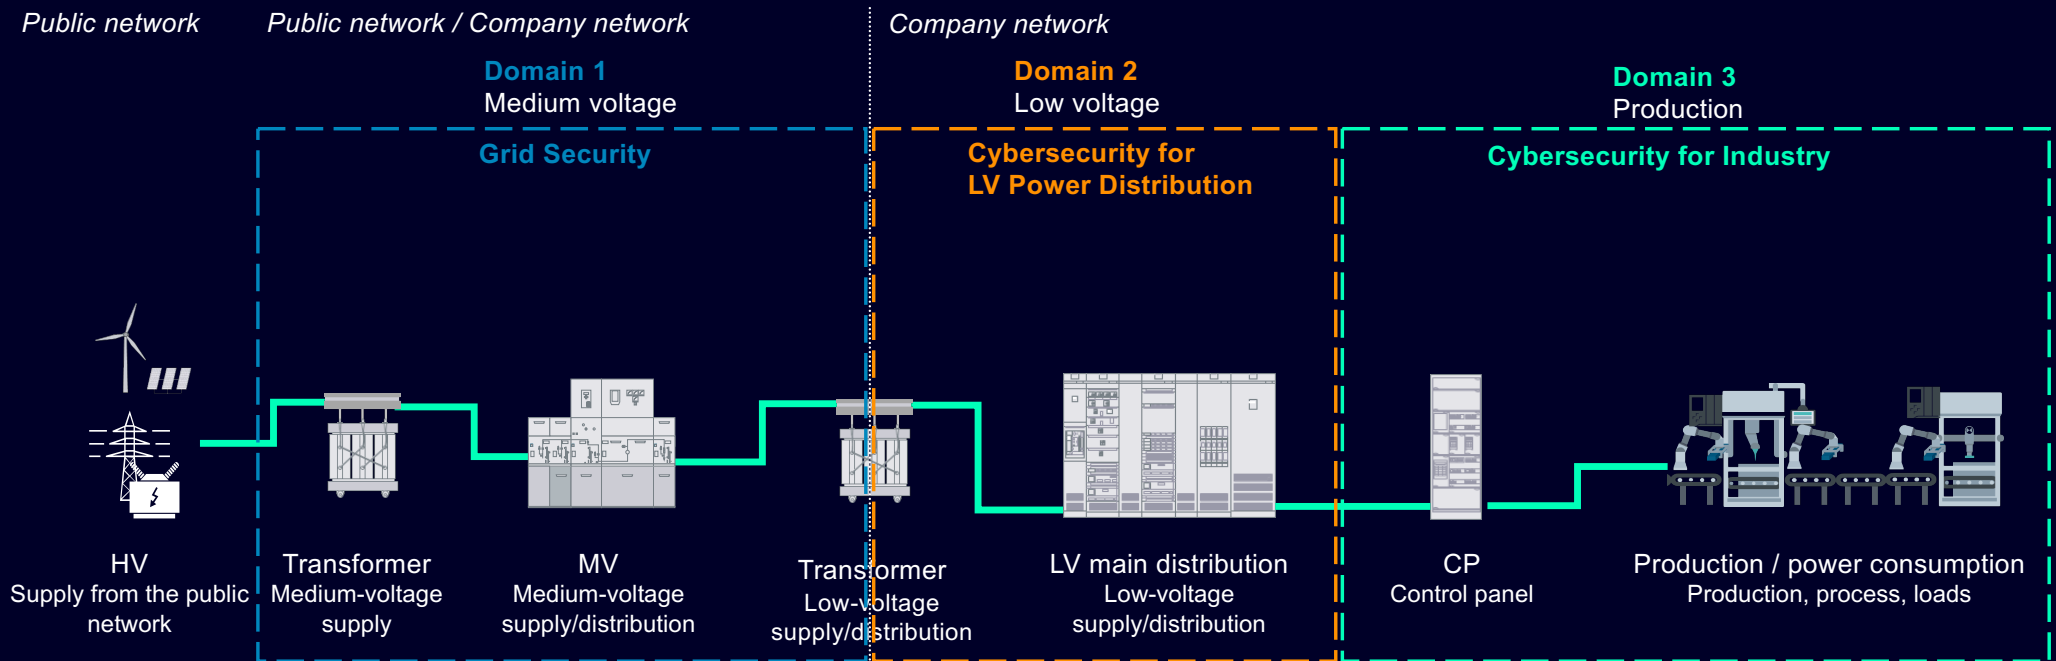 Public network
Public network / Company network
Company network
Domain 1
Medium voltage
Domain 2
Low voltage
Domain 3
Production
Grid Security
Cybersecurity for
LV Power Distribution
Cybersecurity for Industry
HV
Supply from the public
network
Transformer
Medium-voltage
supply
MV
Medium-voltage
supply/distribution
Transformer
Low-voltage
supply/distribution
LV main distribution
Low-voltage
supply/distribution
CP
Control panel
Production / power consumption
Production, process, loads